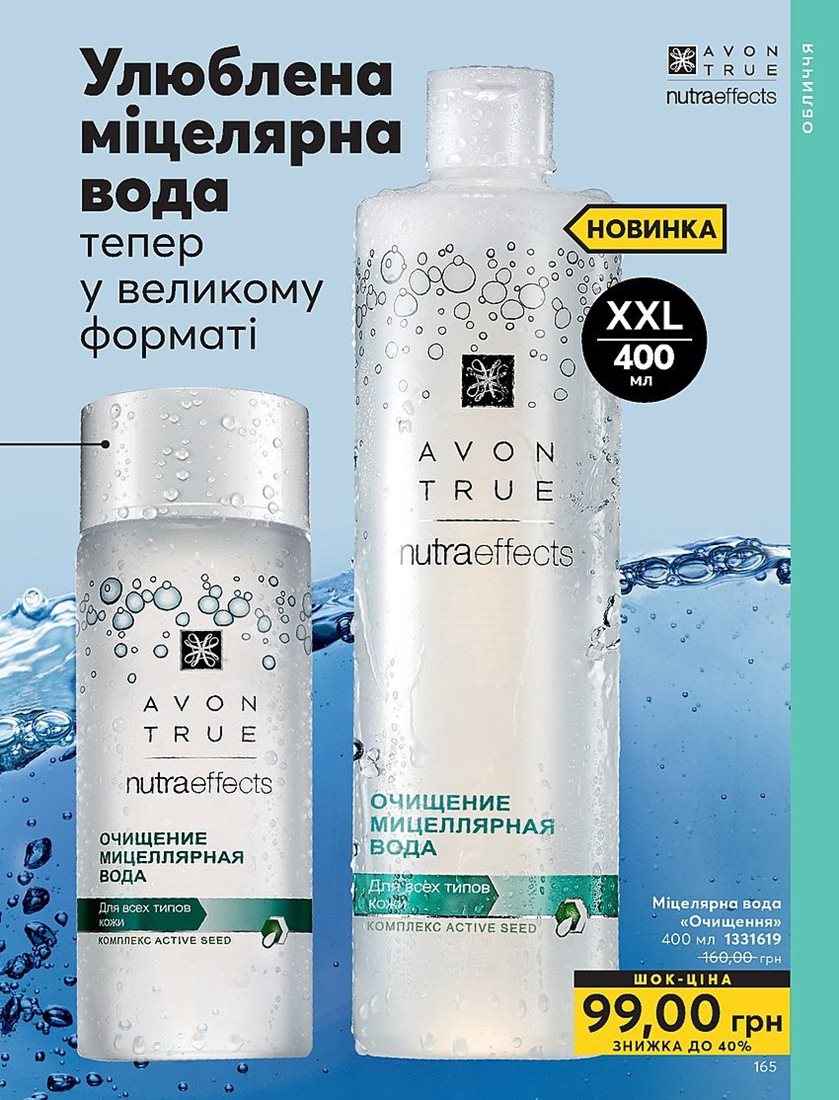 Улюблена
міцелярна
вода
тепер
у великому
форматі
AVON
TRUE
nutraeffects
ОБЛИЧЧЯ
НОВИНКА
XXL
400
мл
AVON
TRUE
nutraeffects
ОЧИЩЕНИЕ
МИЦЕЛЛЯРНАЯ
ВОДА
Для всех типов
кожи
КОМПЛЕКС ACTIVE SEED
AVON
TRUE
nutraeffects
ОЧИЩЕНИЕ
МИЦЕЛЛЯРНАЯ
ВОДА
Для всех типов
кожи
КОМПЛЕКС ACTIVE SEED
Міцелярна вода
«Очищення»
400 мл 1331619
160,00 грн
ШОК-ЦІНА
99,00 грн
ЗНИЖКА ДО 40%
165